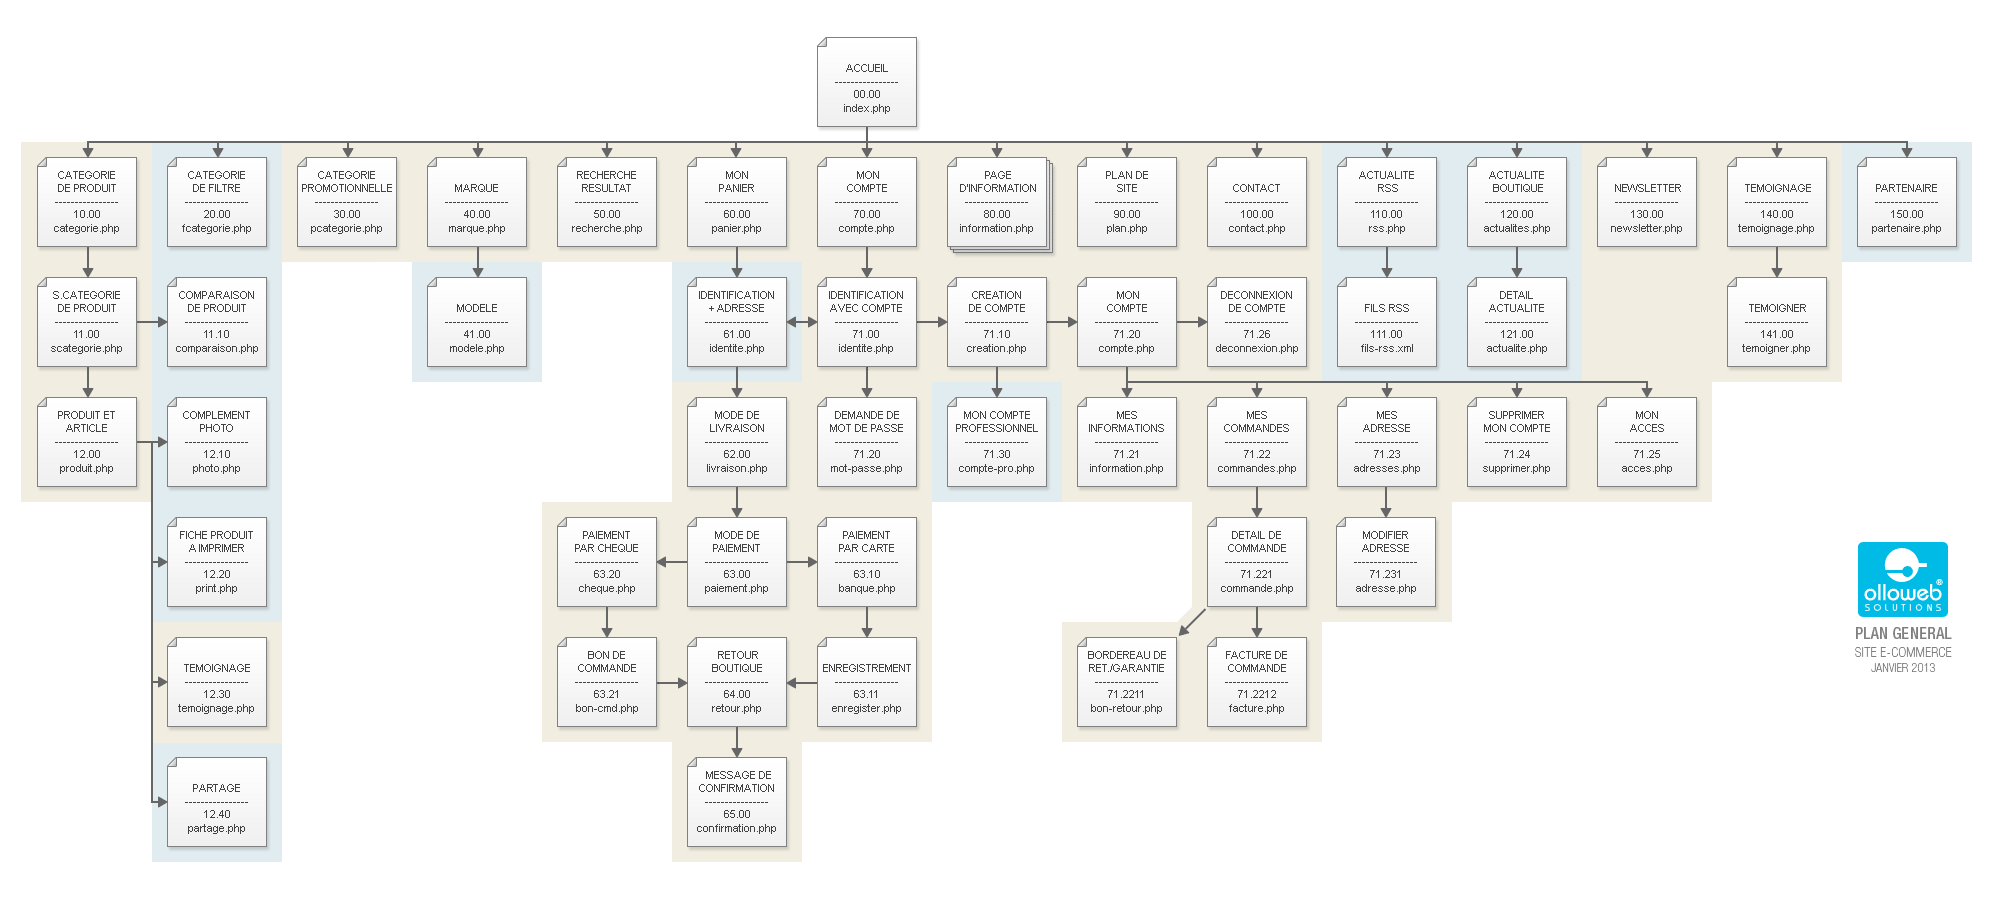 ACCUEIL
----------------
00.00
index.php
CATEGORIE
DE PRODUIT
----------------
10.00
categorie.php
CATEGORIE
DE FILTRE
----------------
20.00
fcategorie.php
CATEGORIE
PROMOTIONNELLE
----------------
30.00
pcategorie.php
MARQUE
----------------
40.00
marque.php
RECHERCHE
RESULTAT
----------------
50.00
recherche.php
MON
PANIER
----------------
60.00
panier.php
MON
COMPTE
----------------
70.00
compte.php
PAGE
D'INFORMATION
----------------
80.00
information.php
PLAN DE
SITE
----------------
90.00
plan.php
CONTACT
----------------
100.00
contact.php
ACTUALITE
RSS
----------------
110.00
rss.php
ACTUALITE
BOUTIQUE
----------------
120.00
actualites.php
NEWSLETTER
----------------
130.00
newsletter.php
TEMOIGNAGE
----------------
140.00
temoignage.php
PARTENAIRE
----------------
150.00
partenaire.php
S.CATEGORIE
DE PRODUIT
----------------
11.00
scategorie.php
COMPARAISON
DE PRODUIT
----------------
11.10
comparaison.php
MODELE
----------------
41.00
modele.php
IDENTIFICATION
+ ADRESSE
----------------
61.00
identite.php
IDENTIFICATION
AVEC COMPTE
----------------
71.00
identite.php
CREATION
DE COMPTE
----------------
71.10
creation.php
MON
COMPTE
----------------
71.20
compte.php
DECONNEXION
DE COMPTE
----------------
71.26
deconnexion.php
FILS RSS
----------------
111.00
fils-rss.xml
DETAIL
ACTUALITE
----------------
121.00
actualite.php
TEMOIGNER
----------------
141.00
temoigner.php
PRODUIT ET
ARTICLE
----------------
12.00
produit.php
COMPLEMENT
PHOTO
----------------
12.10
photo.php
MODE DE
LIVRAISON
----------------
62.00
livraison.php
DEMANDE DE
MOT DE PASSE
----------------
71.20
mot-passe.php
MON COMPTE
PROFESSIONNEL
----------------
71.30
compte-pro.php
MES
INFORMATIONS
----------------
71.21
information.php
MES
COMMANDES
----------------
71.22
commandes.php
MES
ADRESSE
----------------
71.23
adresses.php
SUPPRIMER
MON COMPTE
----------------
71.24
supprimer.php
MON
ACCES
----------------
71.25
acces.php
FICHE PRODUIT
A IMPRIMER
----------------
12.20
print.php
PAIEMENT
PAR CHEQUE
----------------
63.20
cheque.php
MODE DE
PAIEMENT
----------------
63.00
paiement.php
PAIEMENT
PAR CARTE
----------------
63.10
banque.php
DETAIL DE
COMMANDE
----------------
71.221
commande.php
MODIFIER
ADRESSE
----------------
71.231
adresse.php
TEMOIGNAGE
----------------
12.30
temoignage.php
BON DE
COMMANDE
----------------
63.21
bon-cmd.php
RETOUR
BOUTIQUE
----------------
64.00
retour.php
ENREGISTREMENT
----------------
63.11
enregister.php
BORDEREAU DE
RET./GARANTIE
----------------
71.2211
bon-retour.php
FACTURE DE
COMMANDE
----------------
71.2212
facture.php
PARTAGE
----------------
12.40
partage.php
MESSAGE DE
CONFIRMATION
----------------
65.00
confirmation.php
olloweb®
SOLUTIONS
PLAN GENERAL
SITE E-COMMERCE
JANVIER 2013